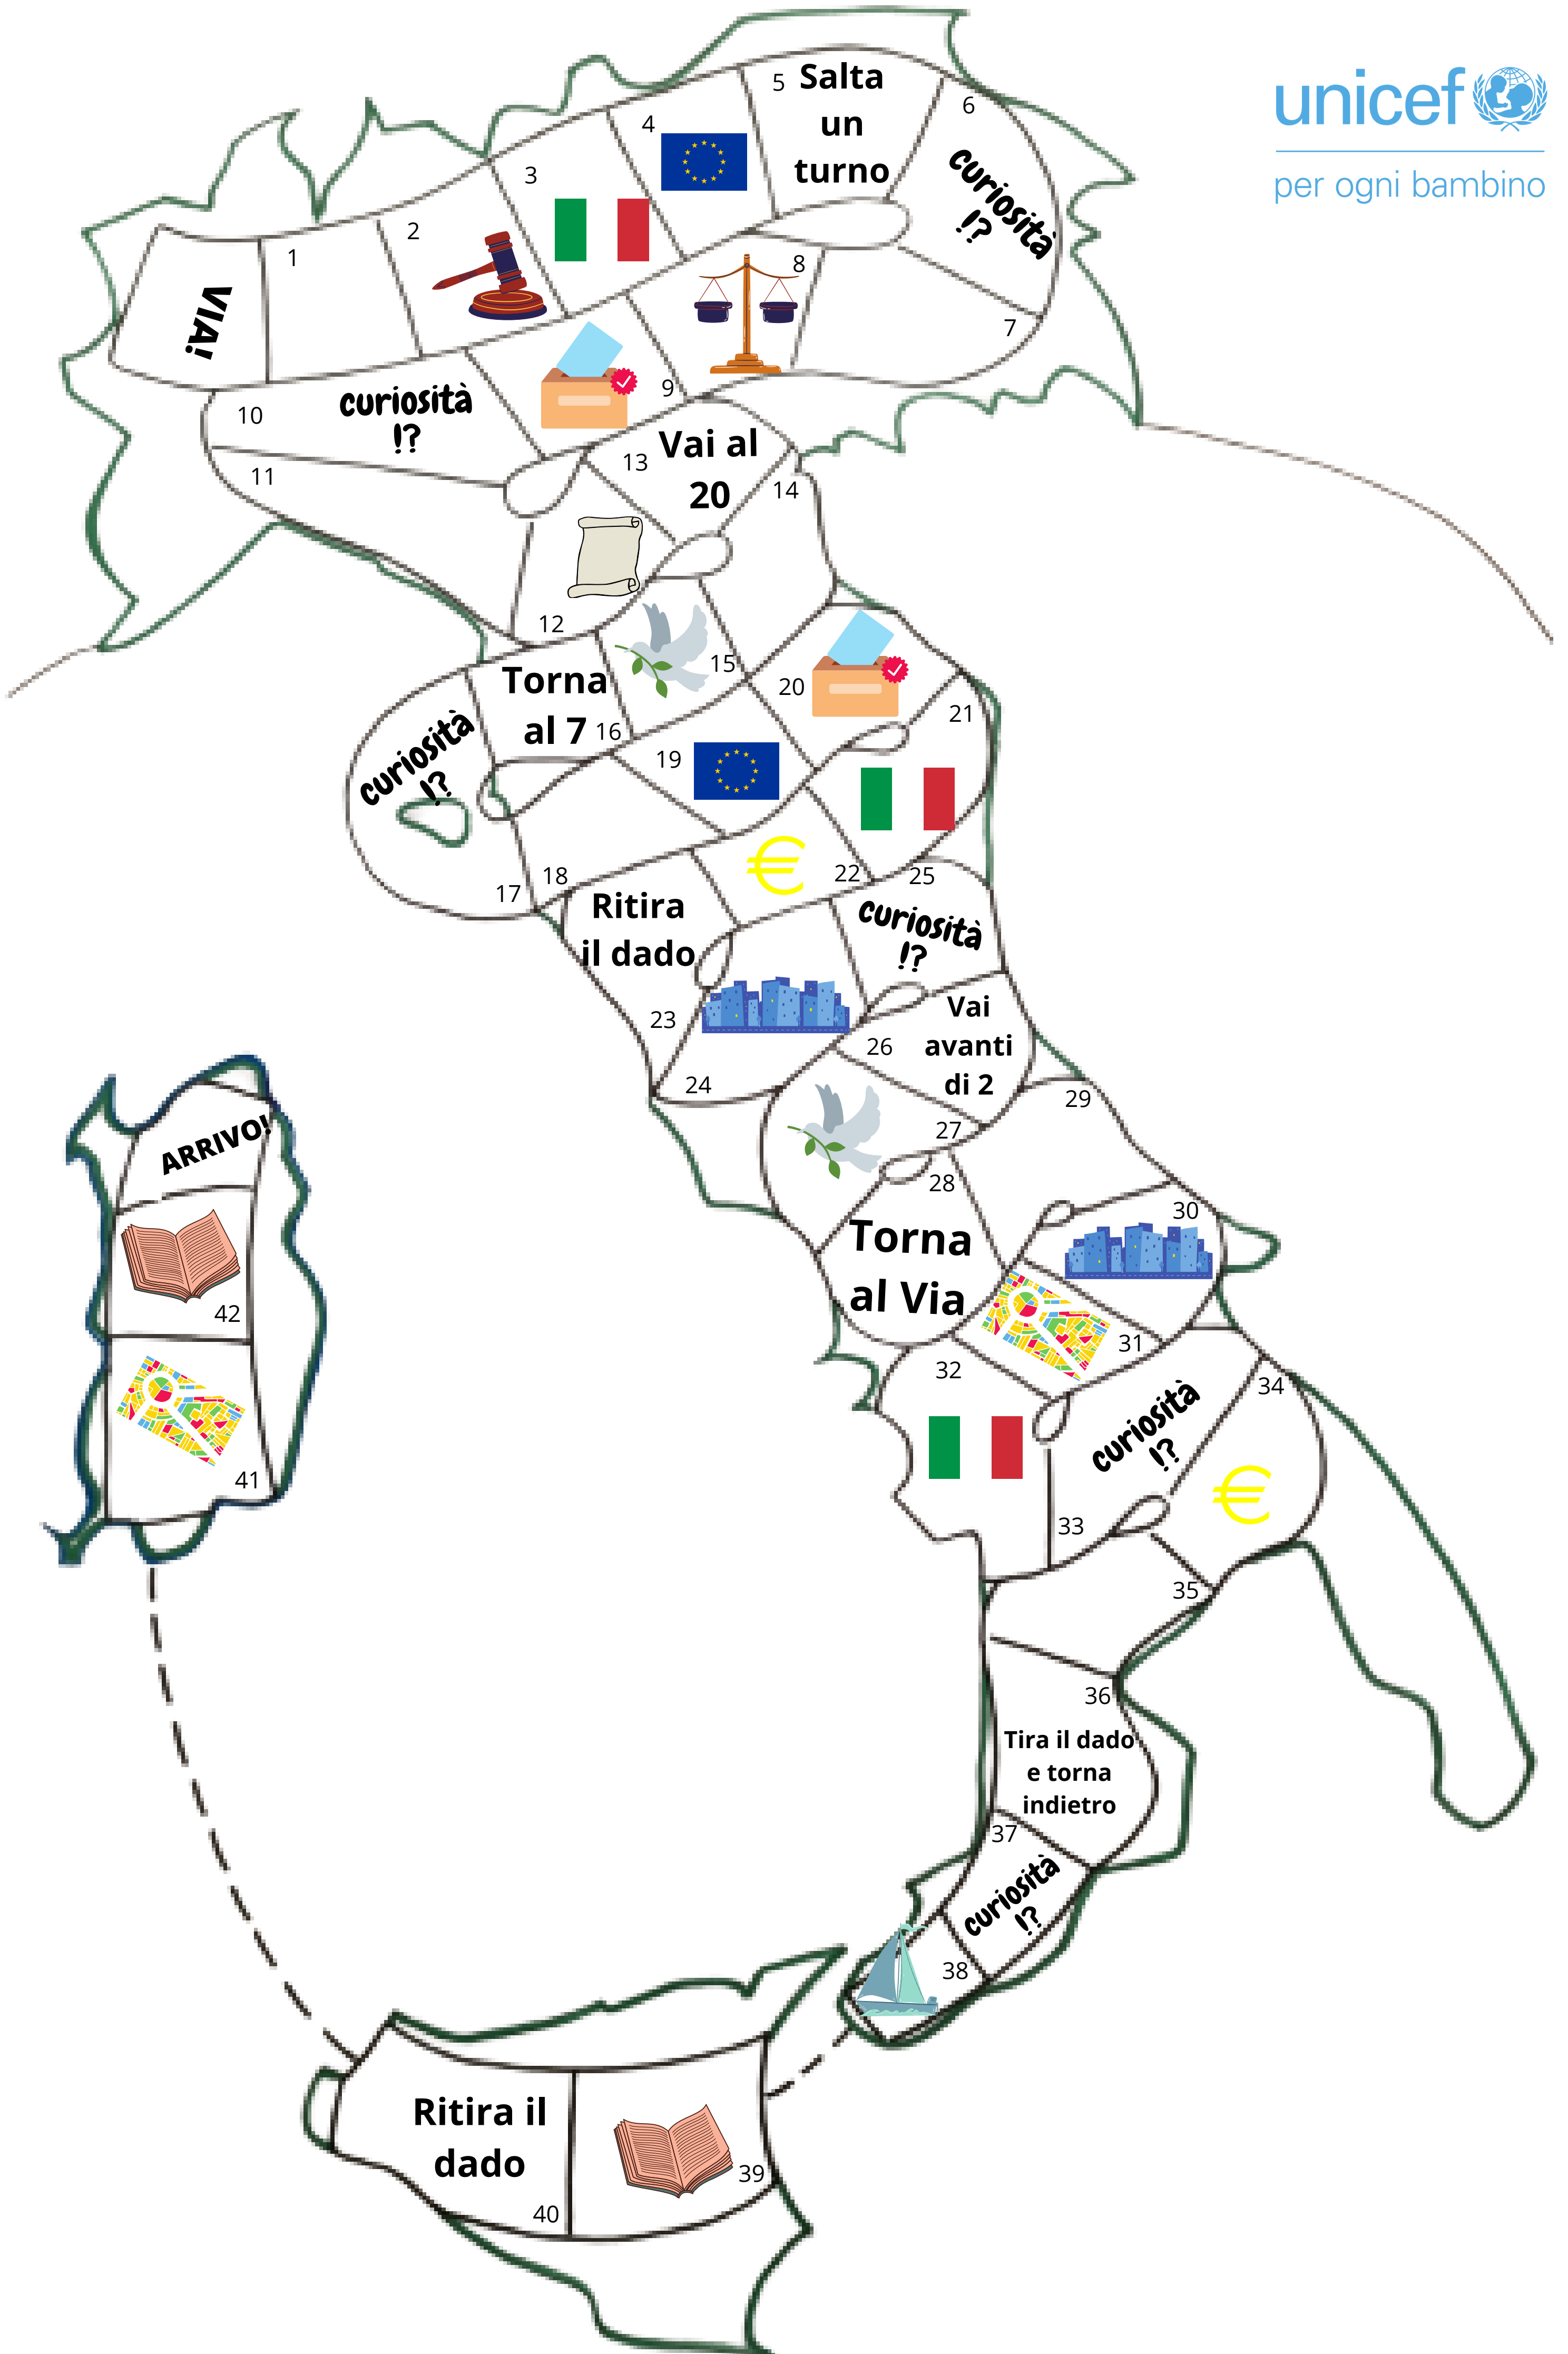 unicef
per ogni bambino
VIA!
1
2
3
4
5
Salta
un
turno
6
curiosità
!?
7
8
9
10
curiosità
!?
11
12
13
Vai al
20
14
15
16
Torna
al 7
17
curiosità
!?
18
19
20
21
22
€
23
Ritira
il dado
24
25
curiosità
!?
26
Vai
avanti
di 2
27
28
Torna
al Via
29
30
31
32
33
curiosità
!?
34
€
35
36
Tira il dado
e torna
indietro
37
curiosità
!?
38
39
40
Ritira il
dado
41
42
ARRIVO!